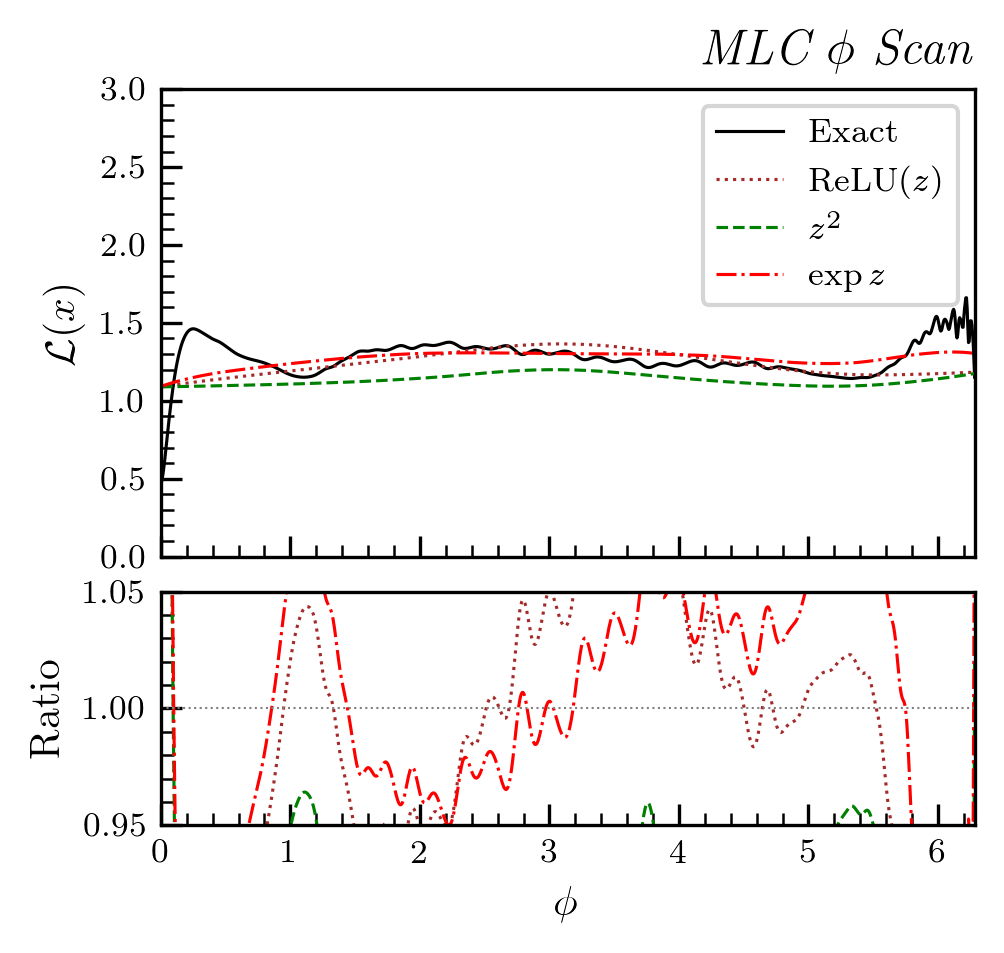 MLC ϕ Scan
3.0
2.5
2.0
1.5
1.0
0.5
0.0
ℒ(x)
Exact
ReLU(z)
z²
exp z
1.05
1.00
0.95
Ratio
0 1 2 3 4 5 6
ϕ